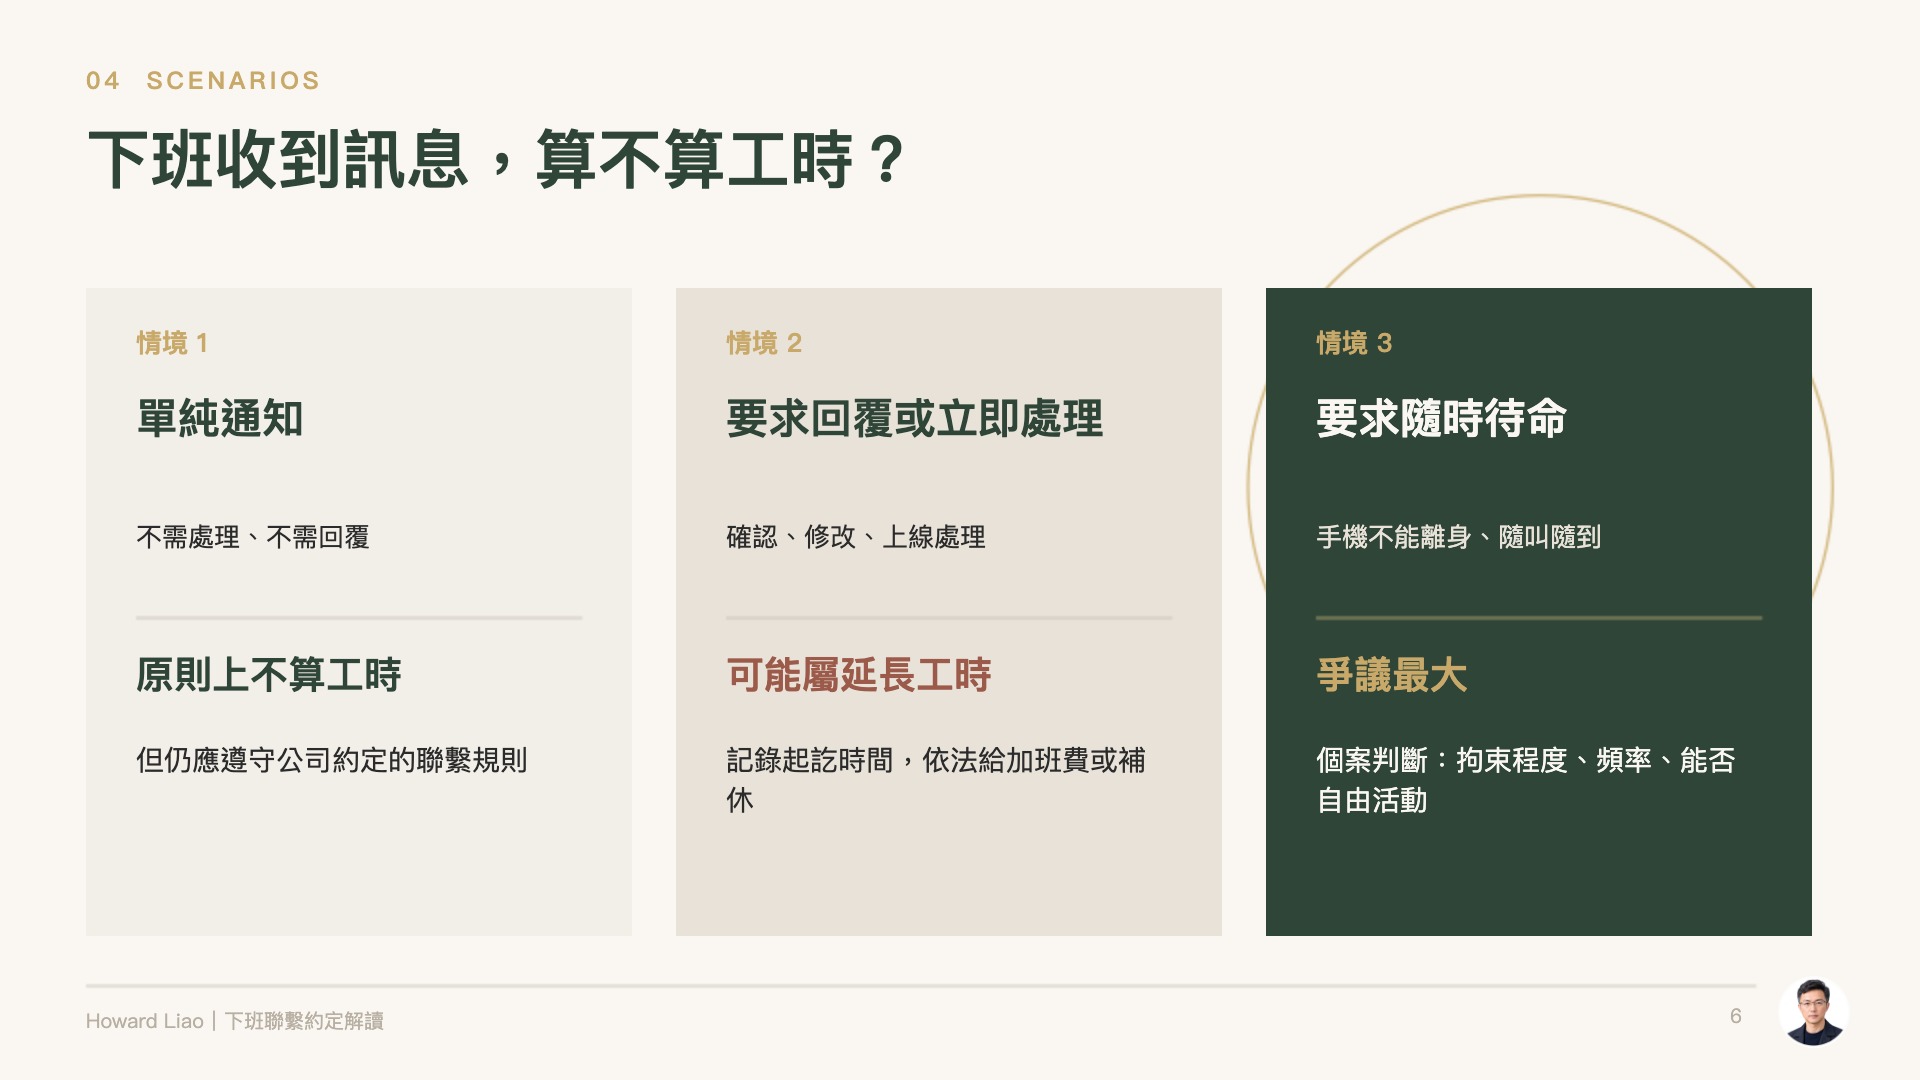 04 SCENARIOS
下班收到訊息，算不算工時？
情境 1
單純通知
不需處理、不需回覆
原則上不算工時
但仍應遵守公司約定的聯繫規則
情境 2
要求回覆或立即處理
確認、修改、上線處理
可能屬延長工時
記錄起訖時間，依法給加班費或補
休
情境 3
要求隨時待命
手機不能離身、隨叫隨到
爭議最大
個案判斷：拘束程度、頻率、能否
自由活動
Howard Liao｜下班聯繫約定解讀
6